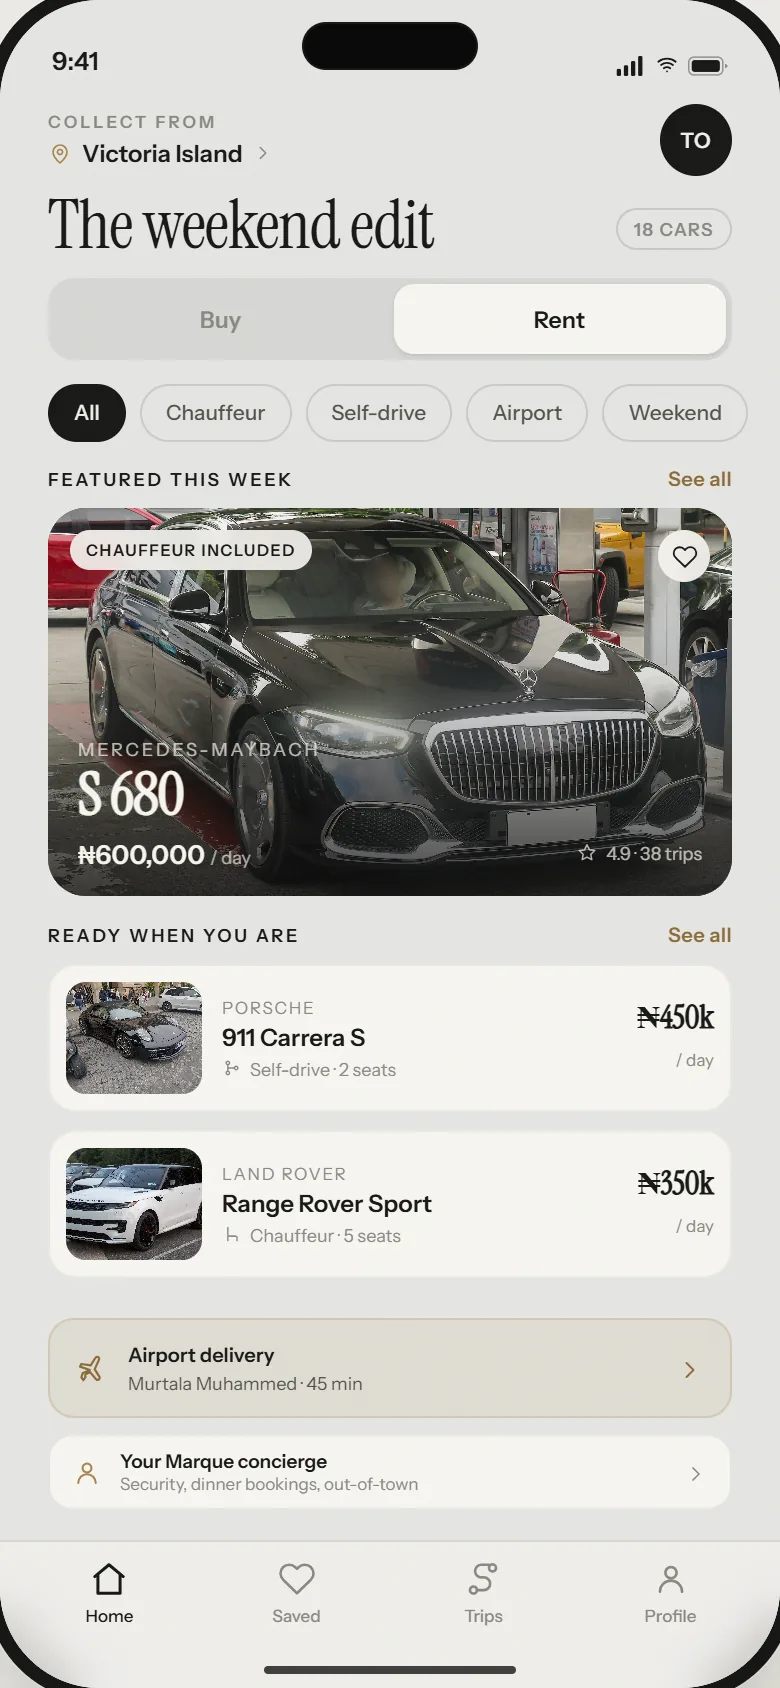 9:41
COLLECT FROM
Victoria Island
TO
The weekend edit
18 CARS
Buy
Rent
All
Chauffeur
Self-drive
Airport
Weekend
FEATURED THIS WEEK
See all
CHAUFFEUR INCLUDED
MERCEDES-MAYBACH
S 680
₦600,000 / day
4.9 · 38 trips
READY WHEN YOU ARE
See all
PORSCHE
911 Carrera S
Self-drive · 2 seats
₦450k
/ day
LAND ROVER
Range Rover Sport
Chauffeur · 5 seats
₦350k
/ day
Airport delivery
Murtala Muhammed · 45 min
Your Marque concierge
Security, dinner bookings, out-of-town
Home
Saved
Trips
Profile